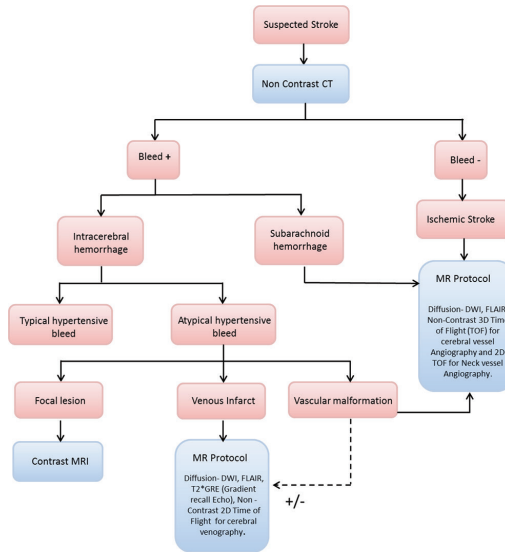 Suspected Stroke
Non Contrast CT
Bleed +
Bleed -
Intracerebral
hemorrhage
Subarachnoid
hemorrhage
Ischemic Stroke
MR Protocol
Diffusion- DWI, FLAIR,
Non-Contrast 3D Time
of Flight (TOF) for
cerebral vessel
Angiography and 2D
TOF for Neck vessel
Angiography.
Typical hypertensive
bleed
Atypical hypertensive
bleed
Focal lesion
Venous Infarct
Vascular malformation
Contrast MRI
MR Protocol
Diffusion- DWI, FLAIR,
T2*GRE (Gradient
recall Echo), Non -
Contrast 2D Time of
Flight for cerebral
venography.
+/-